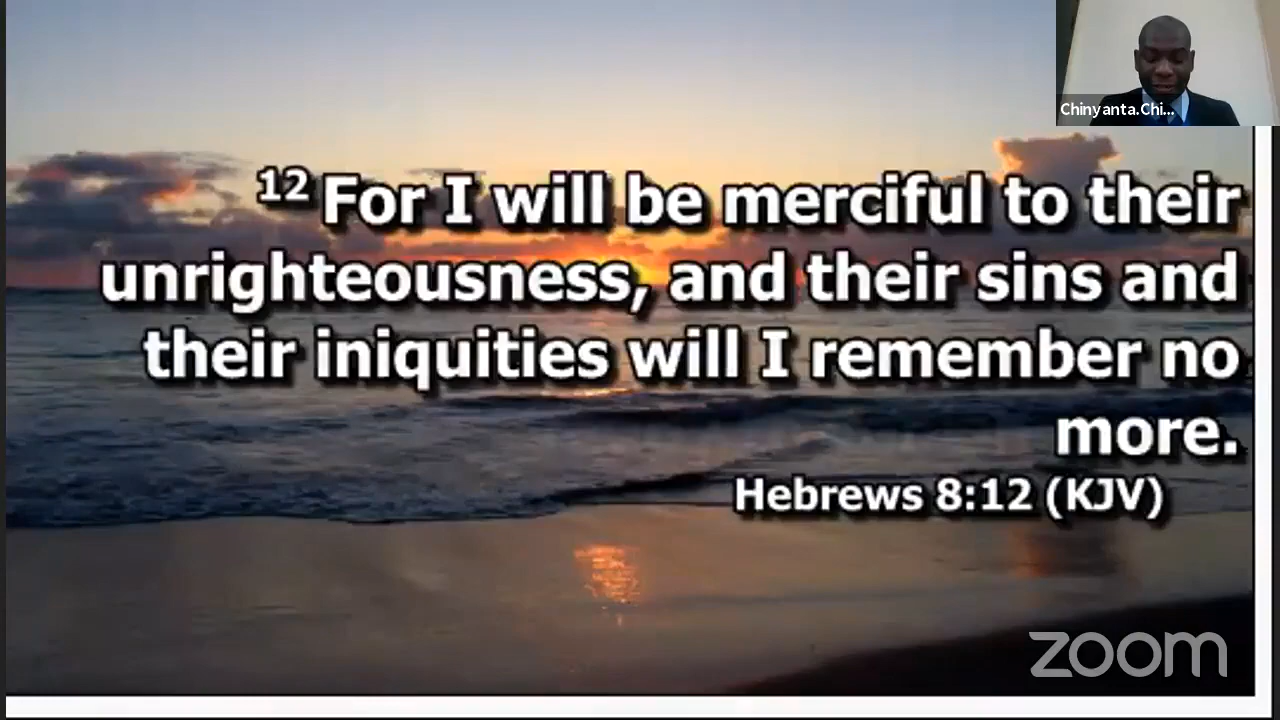 Chinyanta.Chi...
12 For I will be merciful to their
unrighteousness, and their sins and
their iniquities will I remember no
more.
Hebrews 8:12 (KJV)
zoom